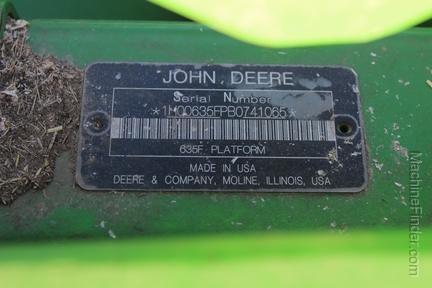 JOHN DEERE
Serial Number
*1H00635FPB0741065*
635F PLATFORM
MADE IN USA
DEERE & COMPANY, MOLINE, ILLINOIS, USA
MachineFinder.com